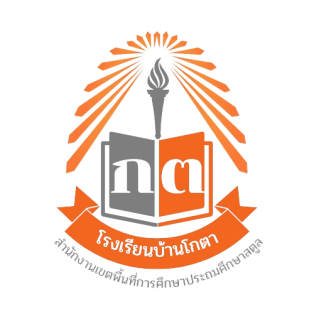 ก ต
โรงเรียนบ้านโกตา
สำนักงานเขตพื้นที่การศึกษาประถมศึกษาสตูล